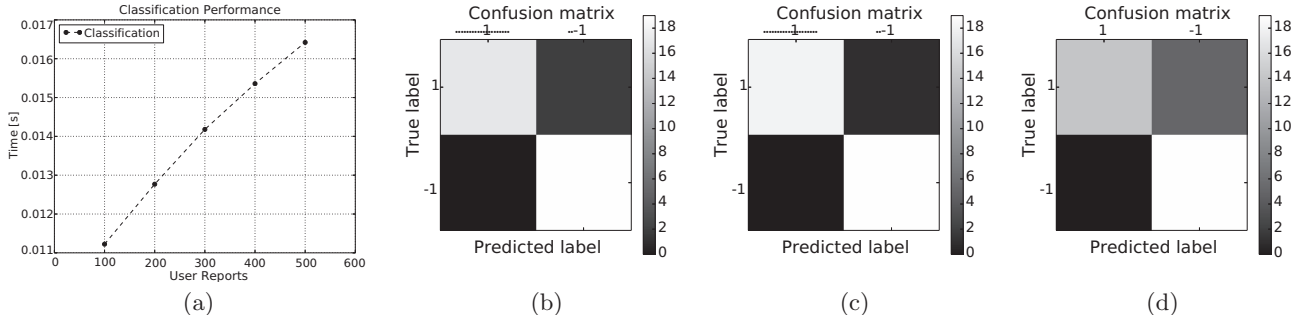 Classification Performance
Classification
Time [s]
0.017
0.016
0.015
0.014
0.013
0.012
0.011
0 100 200 300 400 500 600
User Reports
(a)
Confusion matrix
1 -1
True label
1
-1
Predicted label
18
16
14
12
10
8
6
4
2
0
(b)
Confusion matrix
1 -1
True label
1
-1
Predicted label
18
16
14
12
10
8
6
4
2
0
(c)
Confusion matrix
1 -1
True label
1
-1
Predicted label
18
16
14
12
10
8
6
4
2
0
(d)